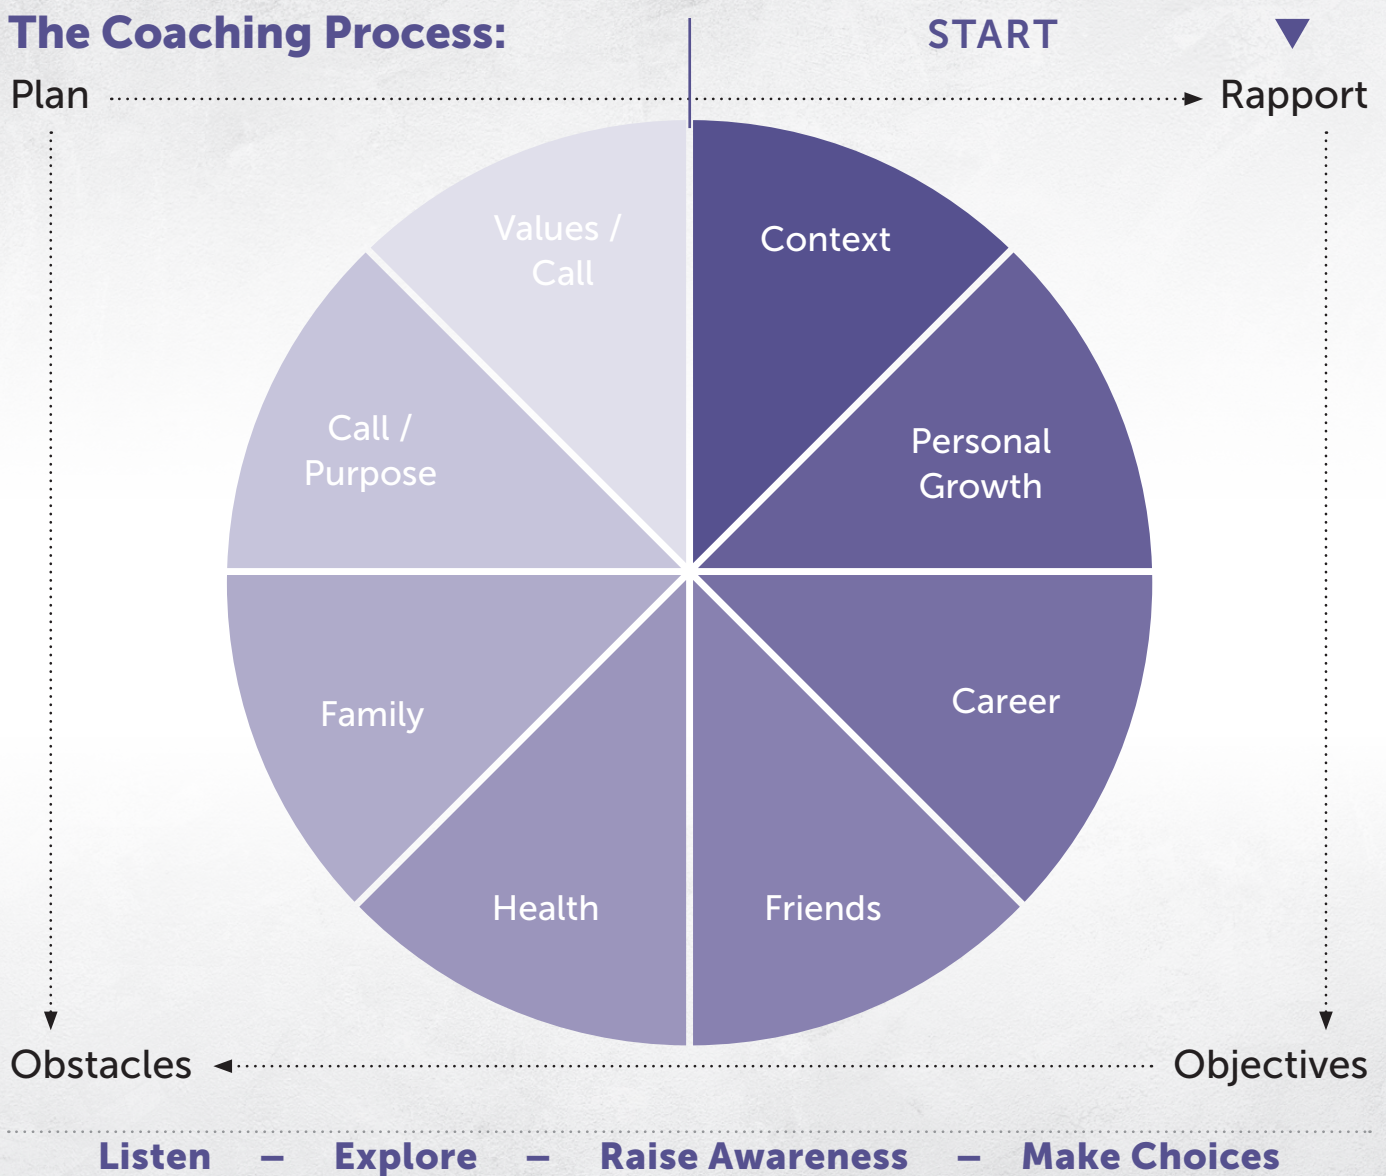 The Coaching Process:
START
Plan
Rapport
Values /
Call
Context
Call /
Purpose
Personal
Growth
Family
Career
Health
Friends
Obstacles
Objectives
Listen – Explore – Raise Awareness – Make Choices